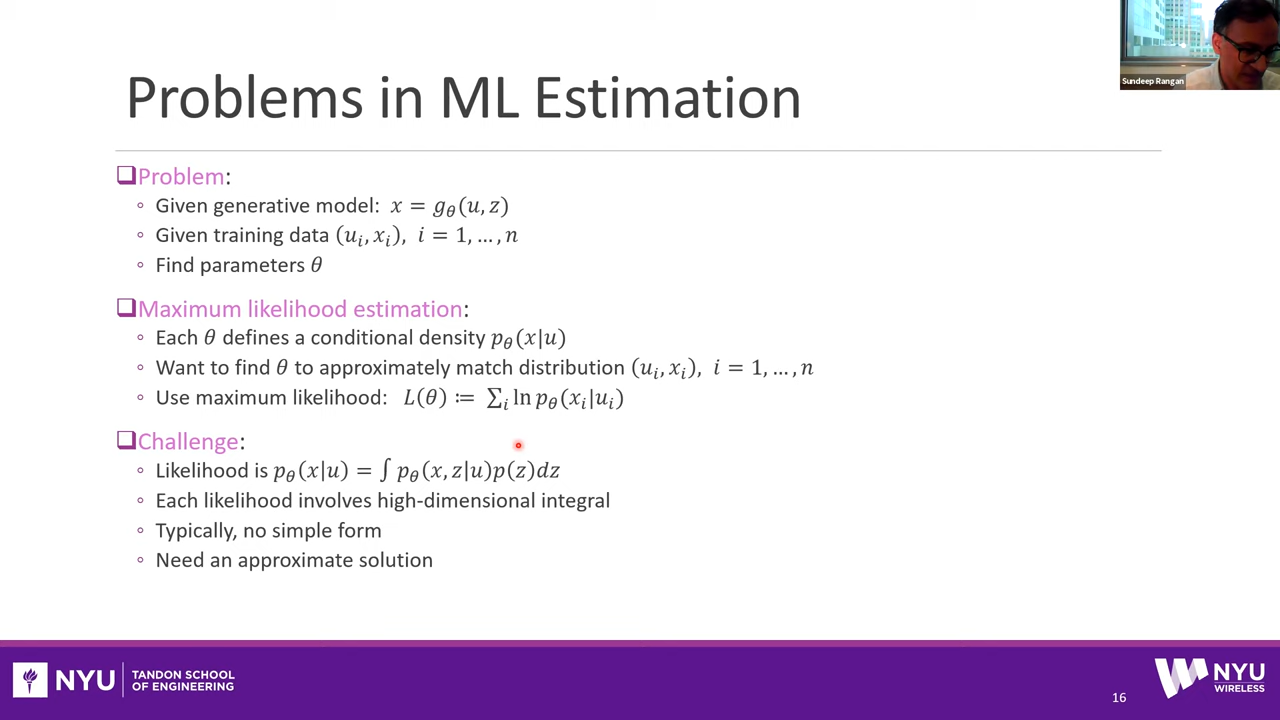 Sundeep Rangan
Problems in ML Estimation
❑Problem:
◦ Given generative model: 𝑥 = 𝑔_𝜃(𝑢, 𝑧)
◦ Given training data (𝑢_𝑖, 𝑥_𝑖), 𝑖 = 1, … , 𝑛
◦ Find parameters 𝜃
❑Maximum likelihood estimation:
◦ Each 𝜃 defines a conditional density 𝑝_𝜃(𝑥|𝑢)
◦ Want to find 𝜃 to approximately match distribution (𝑢_𝑖, 𝑥_𝑖), 𝑖 = 1, … , 𝑛
◦ Use maximum likelihood: 𝐿(𝜃) ≔ ∑_𝑖 ln 𝑝_𝜃(𝑥_𝑖|𝑢_𝑖)
❑Challenge:
◦ Likelihood is 𝑝_𝜃(𝑥|𝑢) = ∫ 𝑝_𝜃(𝑥, 𝑧|𝑢)𝑝(𝑧)𝑑𝑧
◦ Each likelihood involves high-dimensional integral
◦ Typically, no simple form
◦ Need an approximate solution
NYU
TANDON SCHOOL
OF ENGINEERING
16
NYU
WIRELESS